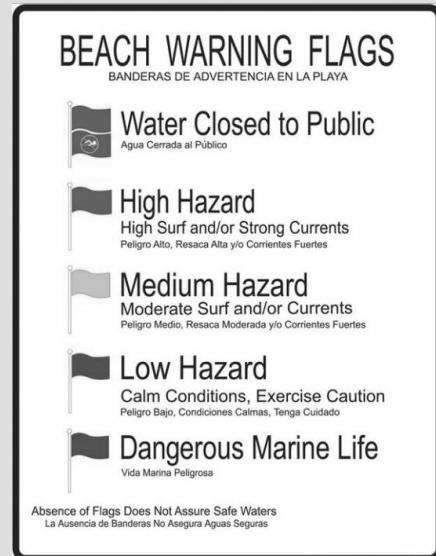 BEACH WARNING FLAGS
BANDERAS DE ADVERTENCIA EN LA PLAYA
Water Closed to Public
Agua Cerrada al Público
High Hazard
High Surf and/or Strong Currents
Peligro Alto, Resaca Alta y/o Corrientes Fuertes
Medium Hazard
Moderate Surf and/or Currents
Peligro Medio, Resaca Moderada y/o Corrientes Fuertes
Low Hazard
Calm Conditions, Exercise Caution
Peligro Bajo, Condiciones Calmas, Tenga Cuidado
Dangerous Marine Life
Vida Marina Peligrosa
Absence of Flags Does Not Assure Safe Waters
La Ausencia de Banderas No Asegura Aguas Seguras